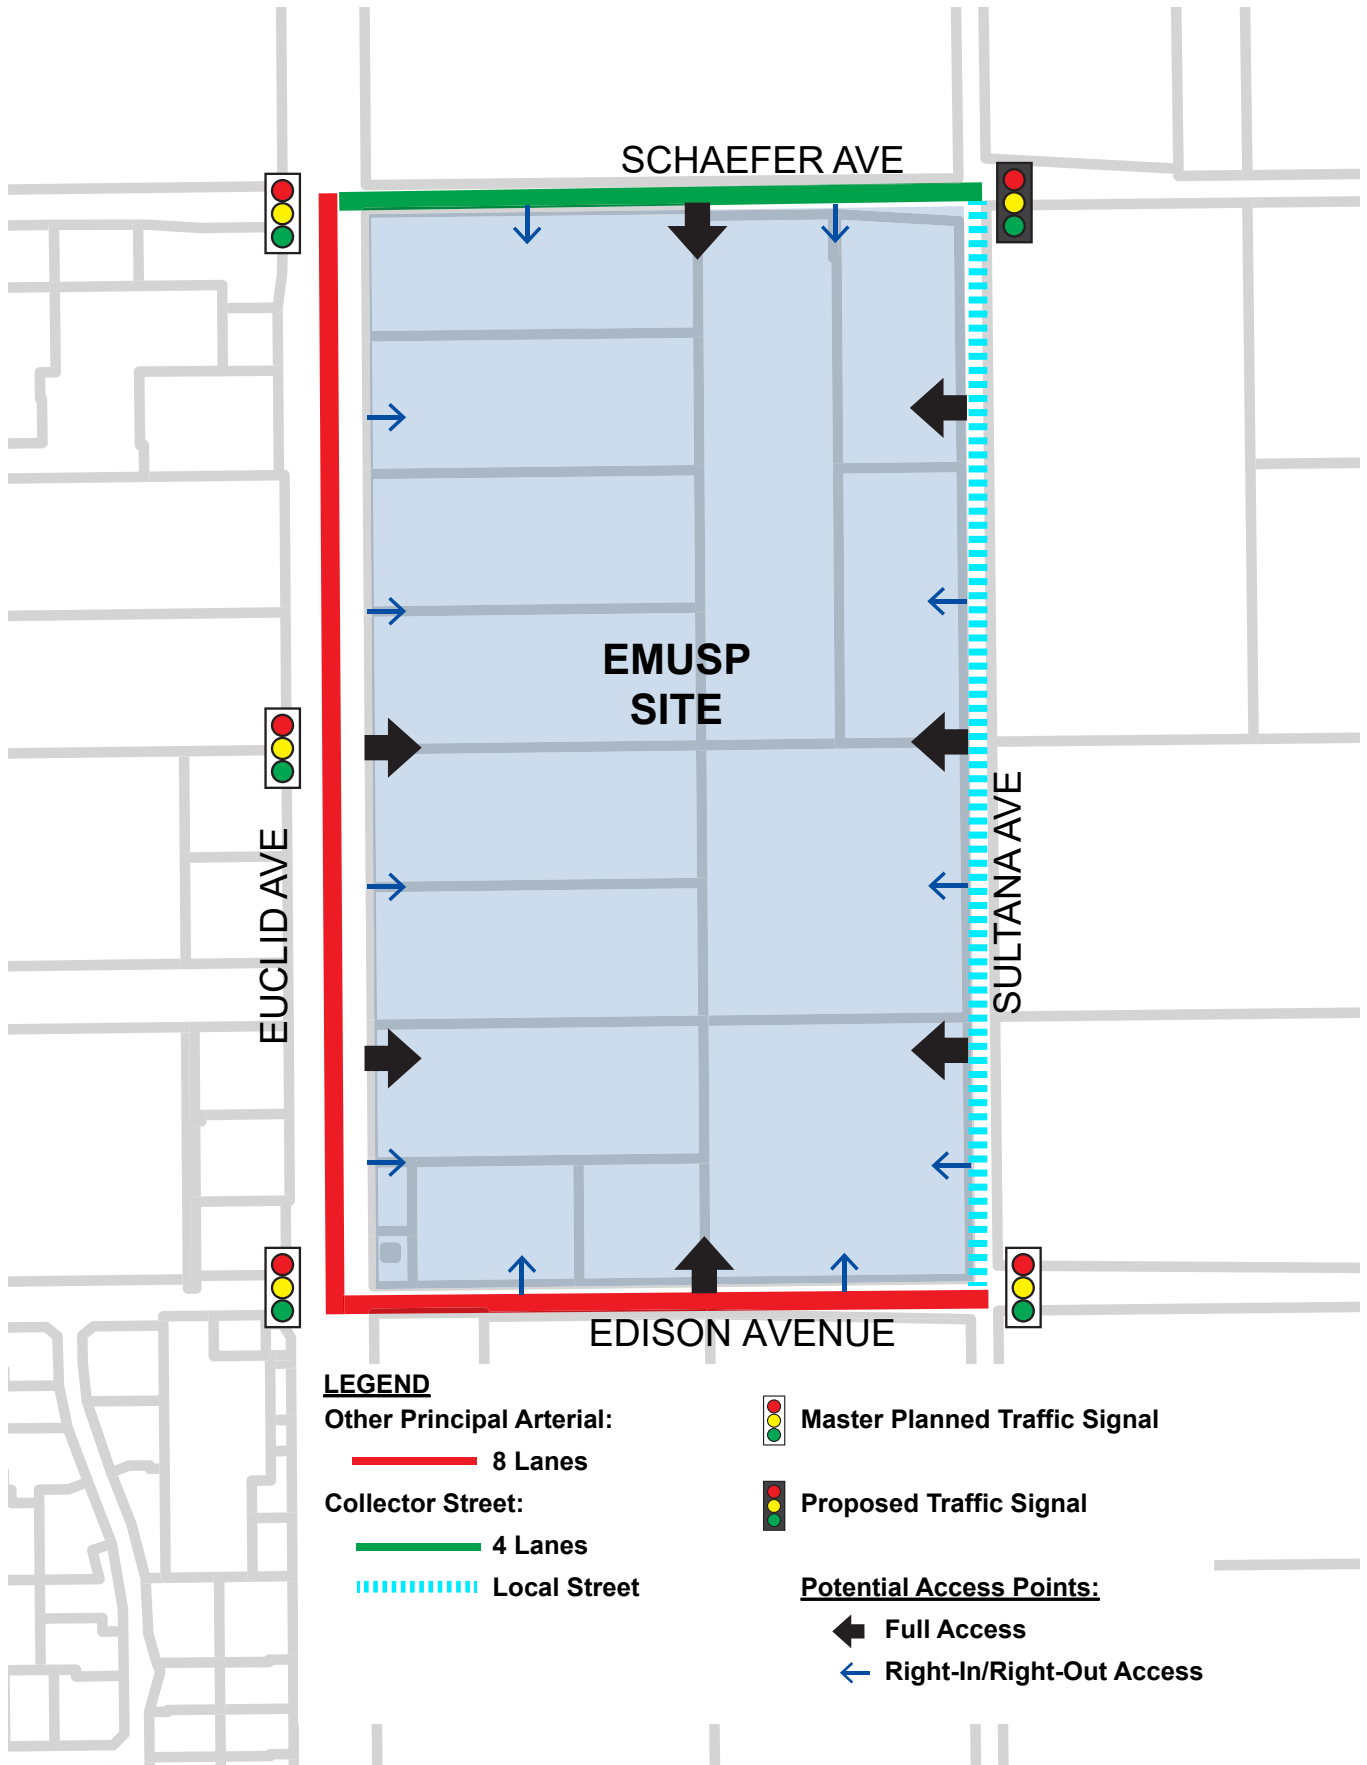 SCHAEFER AVE
EMUSP
SITE
EUCLID AVE
SULTANA AVE
EDISON AVENUE
LEGEND
Other Principal Arterial:
8 Lanes
Collector Street:
4 Lanes
Local Street
Master Planned Traffic Signal
Proposed Traffic Signal
Potential Access Points:
Full Access
Right-In/Right-Out Access